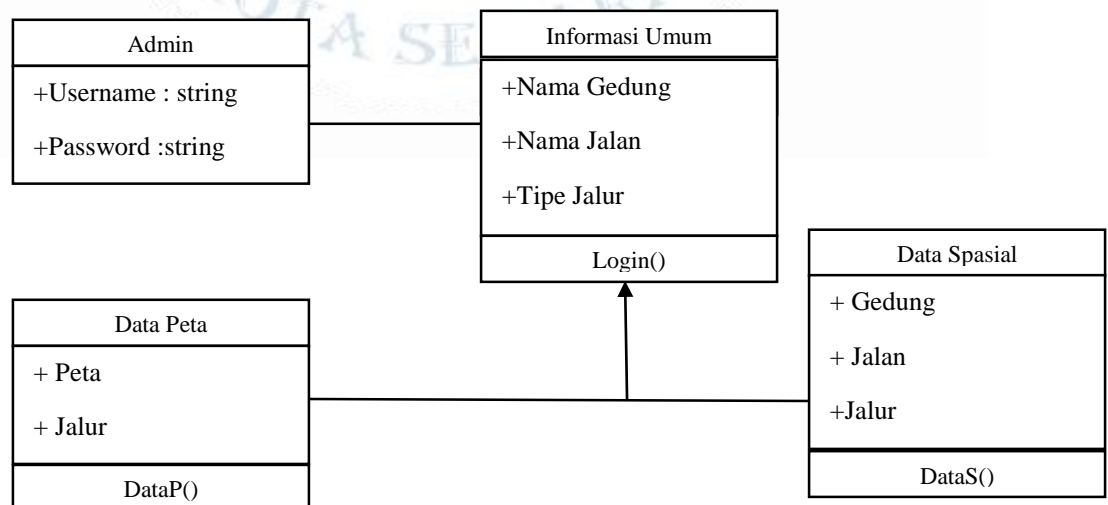 Admin
+Username : string
+Password :string
Informasi Umum
+Nama Gedung
+Nama Jalan
+Tipe Jalur
Login()
Data Peta
+ Peta
+ Jalur
DataP()
Data Spasial
+ Gedung
+ Jalan
+Jalur
DataS()